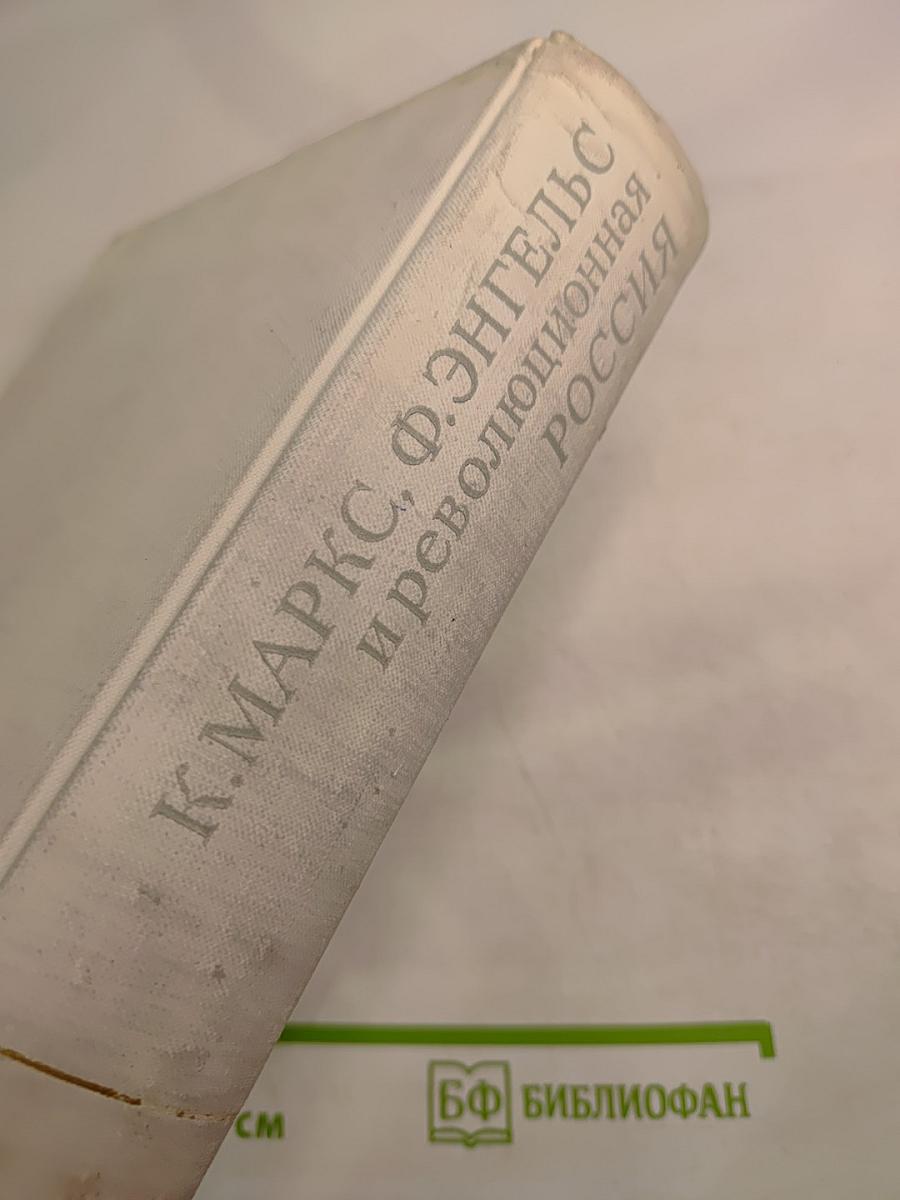 К. МАРКС, Ф. ЭНГЕЛЬС
и революционная
РОССИЯ
см
БФ БИБЛИОФАН